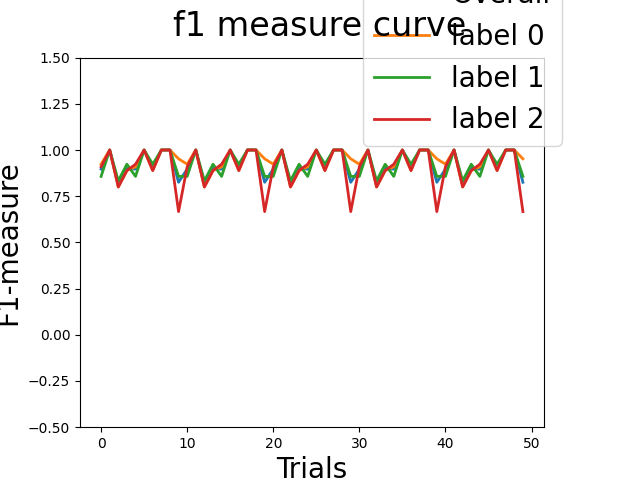 f1 measure curve
Overall
label 0
label 1
label 2
F1-measure
1.50
1.25
1.00
0.75
0.50
0.25
0.00
−0.25
−0.50
0 10 20 30 40 50
Trials